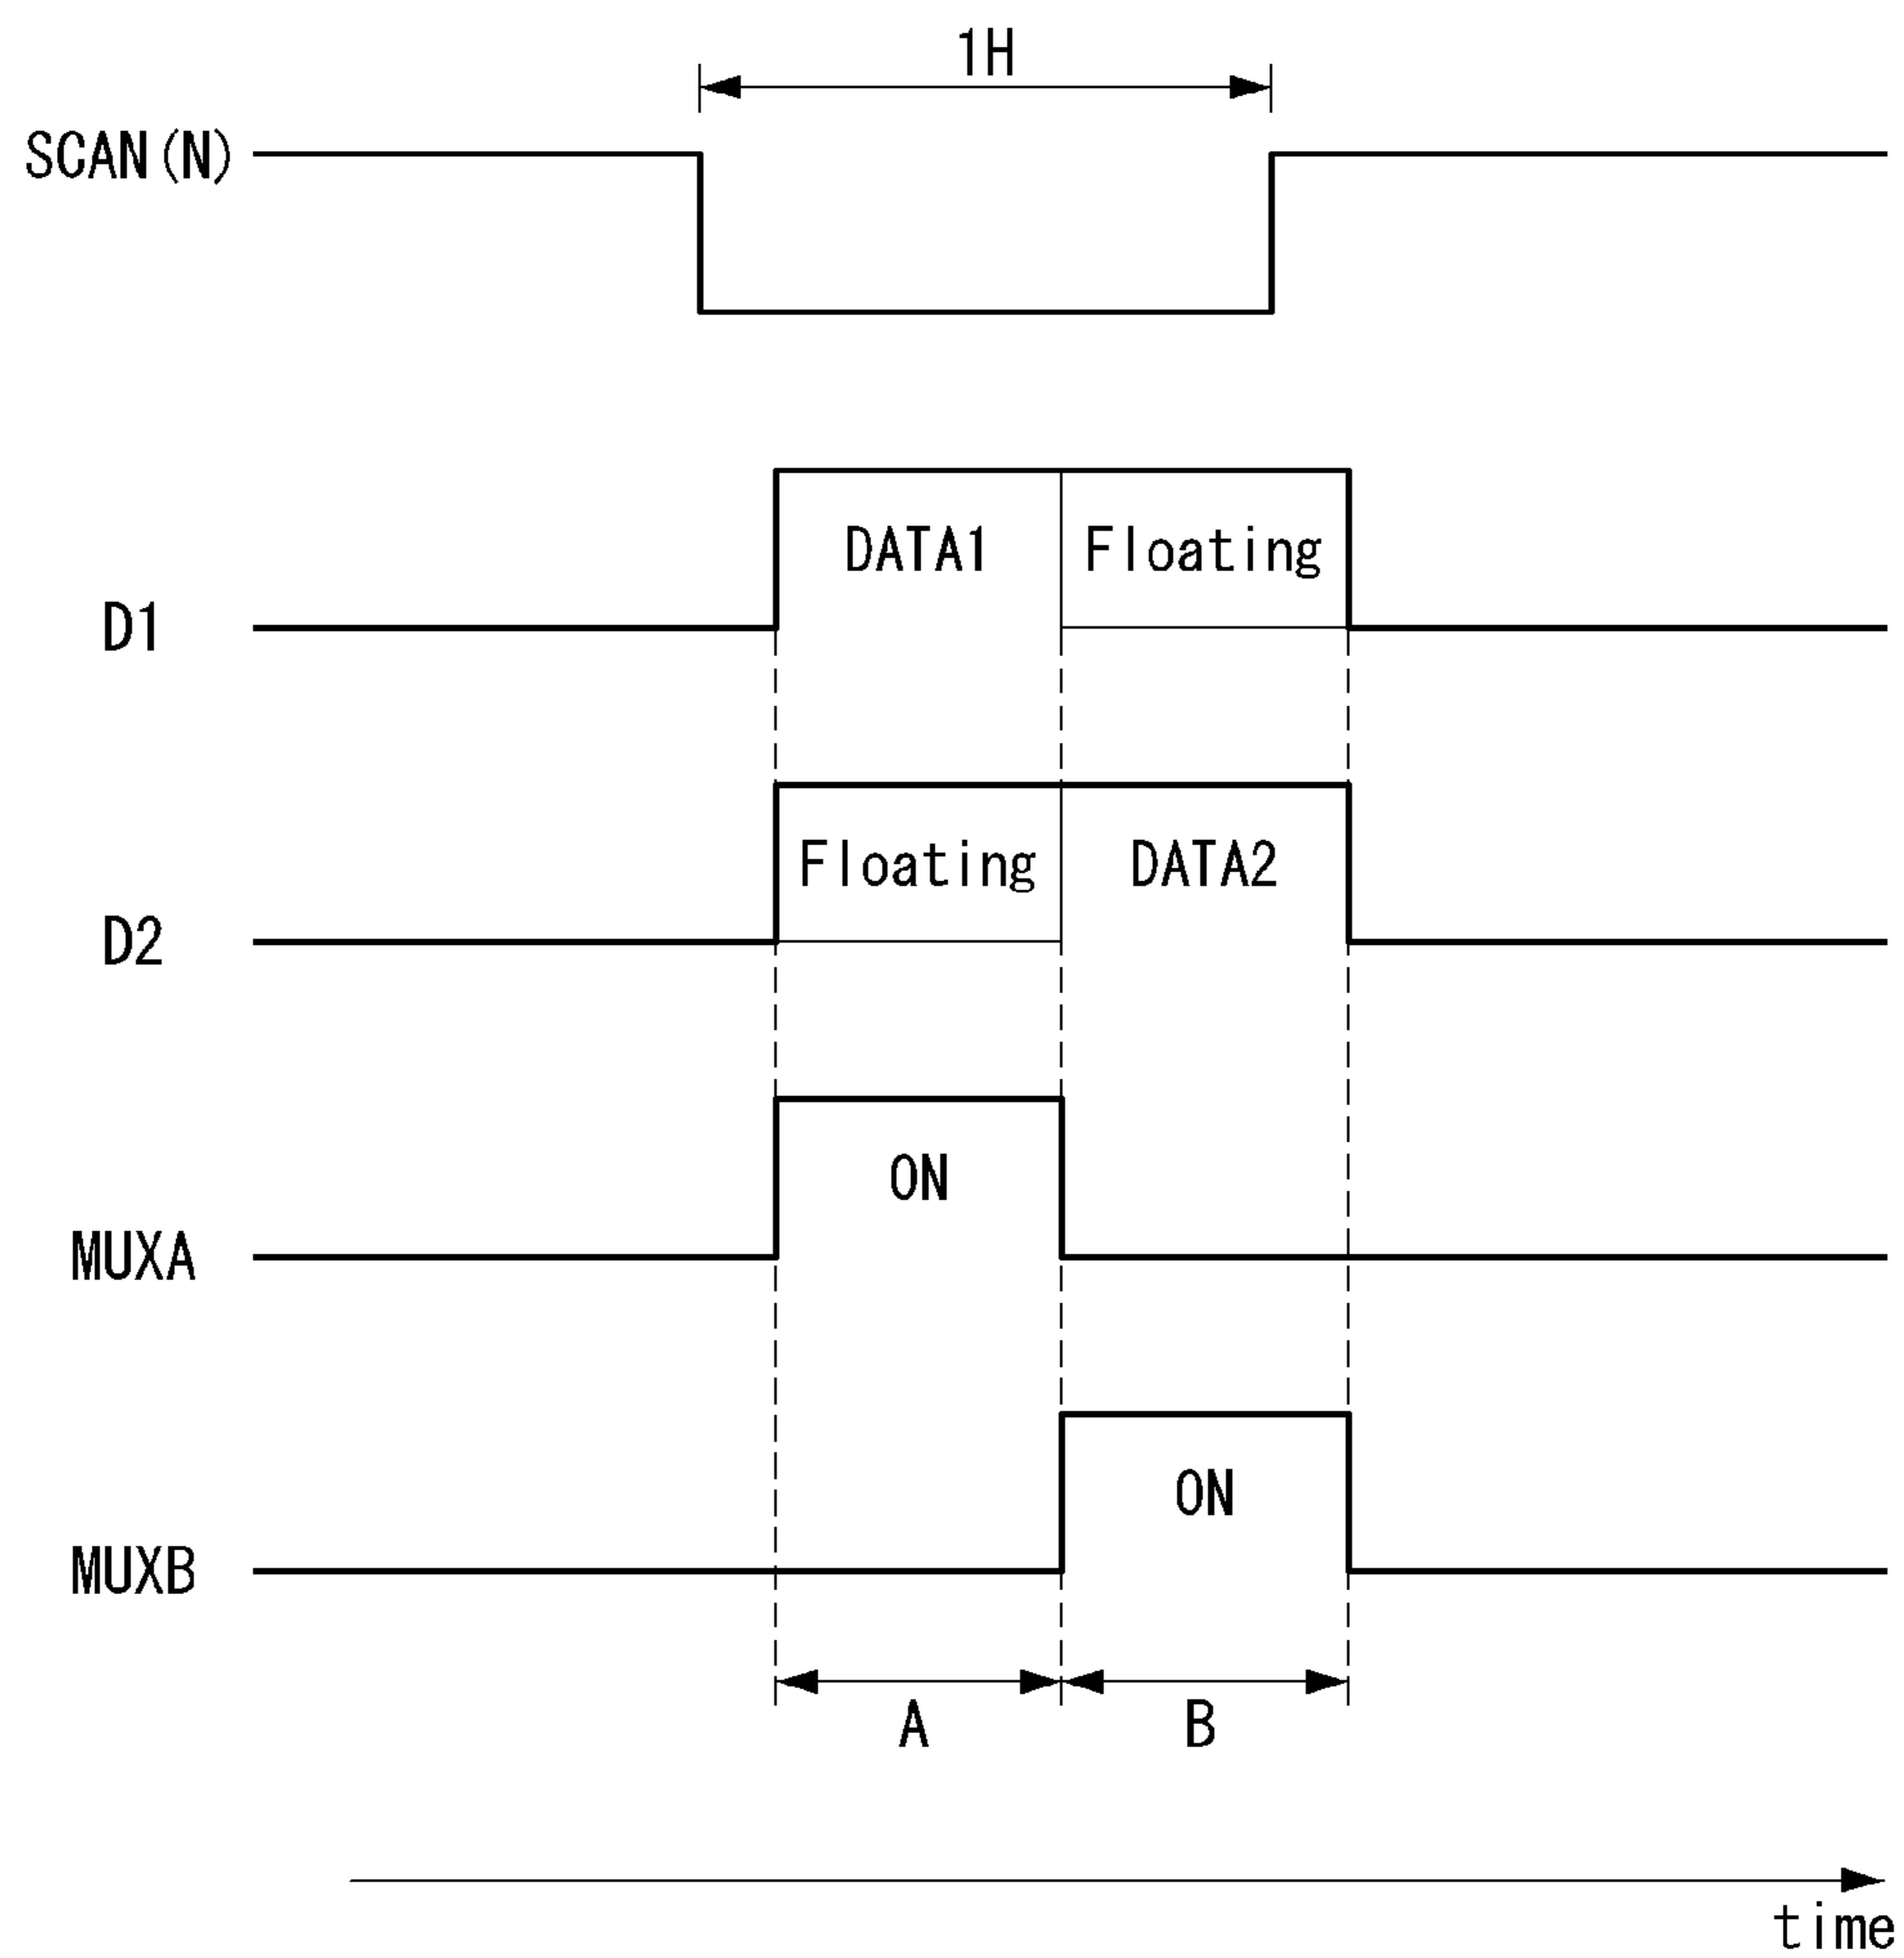 1H
SCAN(N)
DATA1 Floating
D1
Floating DATA2
D2
ON
MUXA
ON
MUXB
A B
time